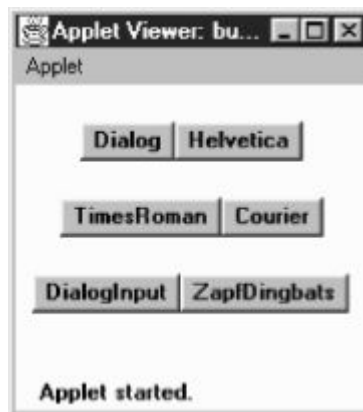 Applet Viewer: bu...
Applet
Dialog Helvetica
TimesRoman Courier
DialogInput ZapfDingbats
Applet started.